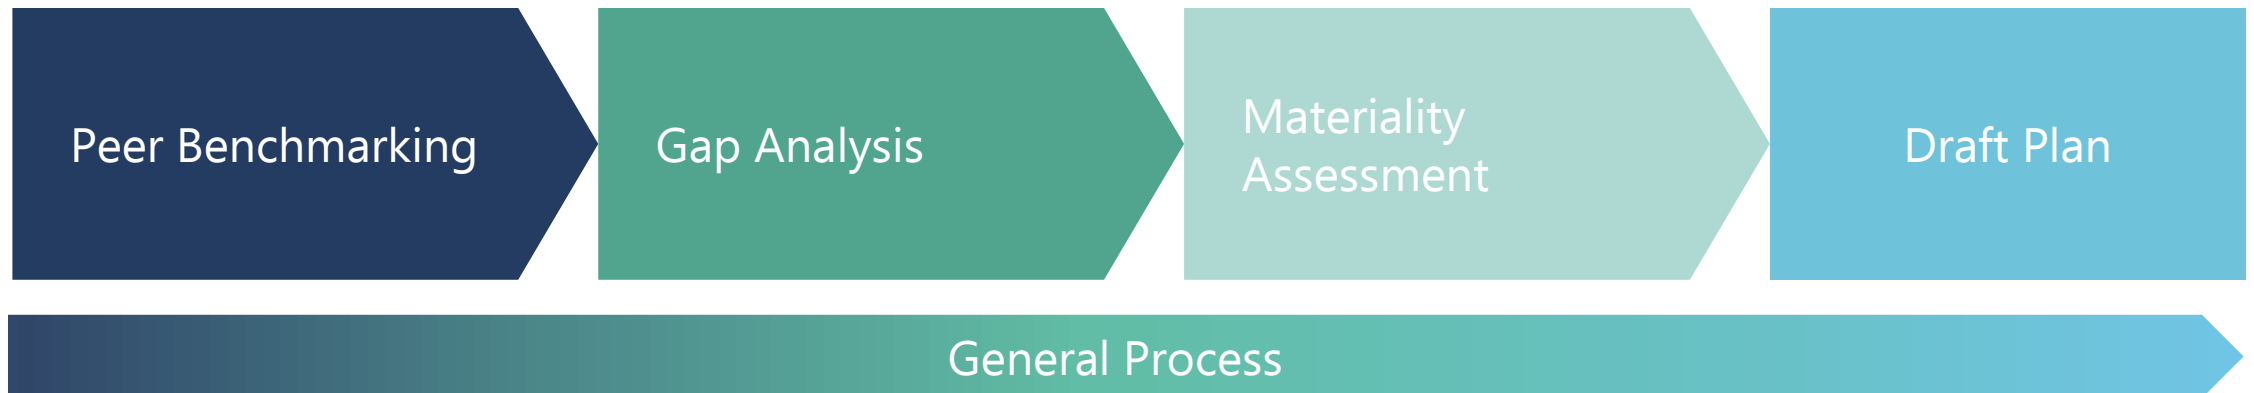 Peer Benchmarking
Gap Analysis
Materiality
Assessment
Draft Plan
General Process